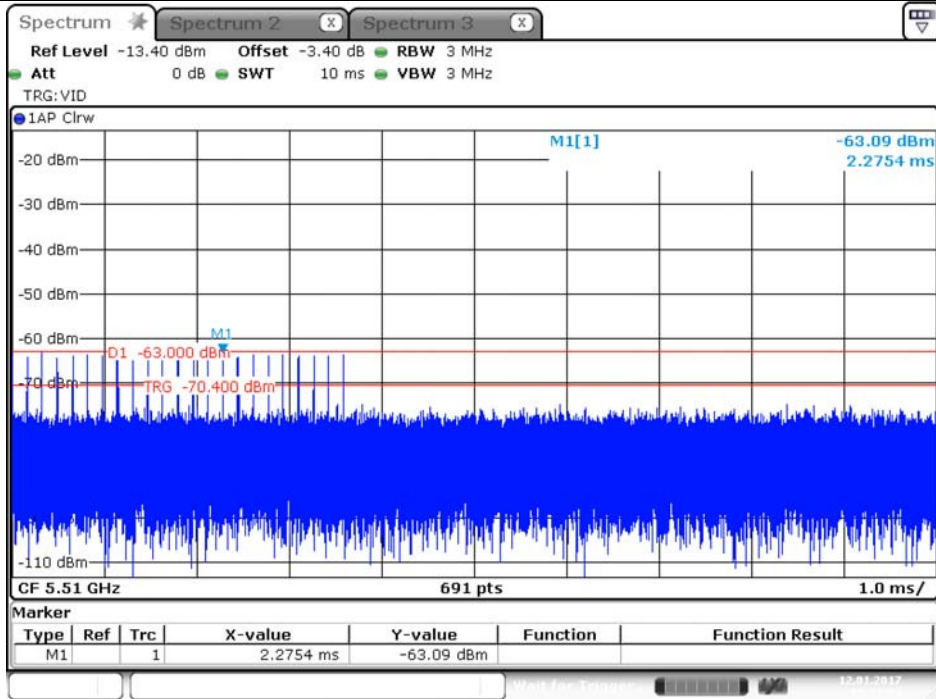 Spectrum Spectrum 2 X Spectrum 3 X
Ref Level -13.40 dBm Offset -3.40 dB RBW 3 MHz
Att 0 dB SWT 10 ms VBW 3 MHz
TRG:VID
1AP Clrw
M1[1] -63.09 dBm
2.2754 ms
-20 dBm
-30 dBm
-40 dBm
-50 dBm
-60 dBm
M1
D1 -63.000 dBm
-70 dBm
TRG -70.400 dBm
-110 dBm
CF 5.51 GHz 691 pts 1.0 ms/
Marker
Type Ref Trc X-value Y-value Function Function Result
M1 1 2.2754 ms -63.09 dBm
Wait for Trigger 12.01.2017